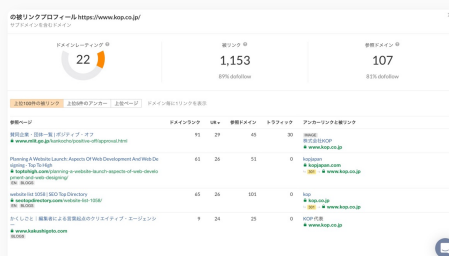 の被リンクプロフィール https://www.kop.co.jp/
サブドメインを含むドメイン
ドメインレーティング
22
被リンク
1,153
89% dofollow
参照ドメイン
107
81% dofollow
上位100件の被リンク 上位5件のアンカー 上位ページ ドメイン毎に1リンクを表示
参照ページ ドメインランク UR 参照ドメイン トラフィック アンカーリンクと被リンク
賛同企業・団体一覧 | ポジティブ・オフ 91 29 45 30 IMAGE
www.mlit.go.jp/kankocho/positive-off/approval.html 株式会社KOP
www.kop.co.jp
Planning A Website Launch: Aspects Of Web Development And Web De 61 26 51 0 kopjapan
signing - Top To High kopjapan.com
toptohigh.com/planning-a-website-launch-aspects-of-web-develo www.kop.co.jp
pment-and-web-designing/
EN BLOGS
website list 1058 | SEO Top Directory 65 26 101 0 kop
seotopdirectory.com/website-list-1058/ kop.co.jp
EN BLOGS www.kop.co.jp
かくしごと｜編集者による言葉起点のクリエイティブ・エージェンシ 9 24 25 0 KOP 代表
ー www.kop.co.jp
www.kakushigoto.com
BLOGS